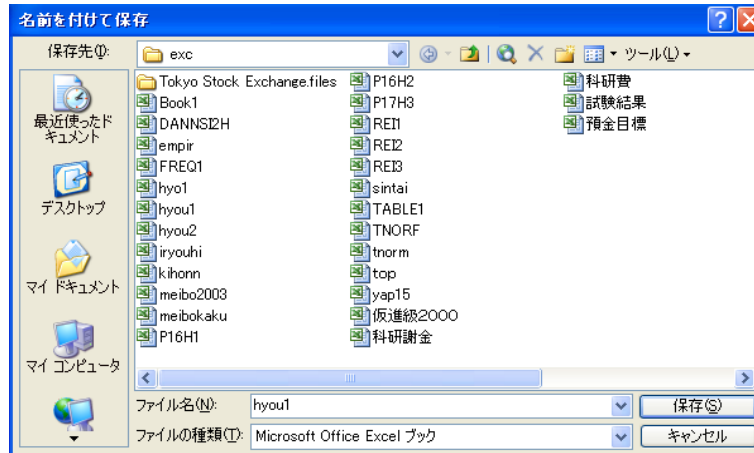 名前を付けて保存
保存先(I):
exc
ツール(L)
最近使ったド
キュメント
デスクトップ
マイ ドキュメント
マイ コンピュータ
Tokyo Stock Exchange.files
Book1
DANNSI2H
empir
FREQ1
hyo1
hyou1
hyou2
iryouhi
kihonn
meibo2003
meibokaku
P16H1
P16H2
P17H3
REI1
REI2
REI3
sintai
TABLE1
TNORF
tnorm
top
yap15
仮進級2000
科研謝金
科研費
試験結果
預金目標
ファイル名(N):
hyou1
保存(S)
ファイルの種類(T):
Microsoft Office Excel ブック
キャンセル